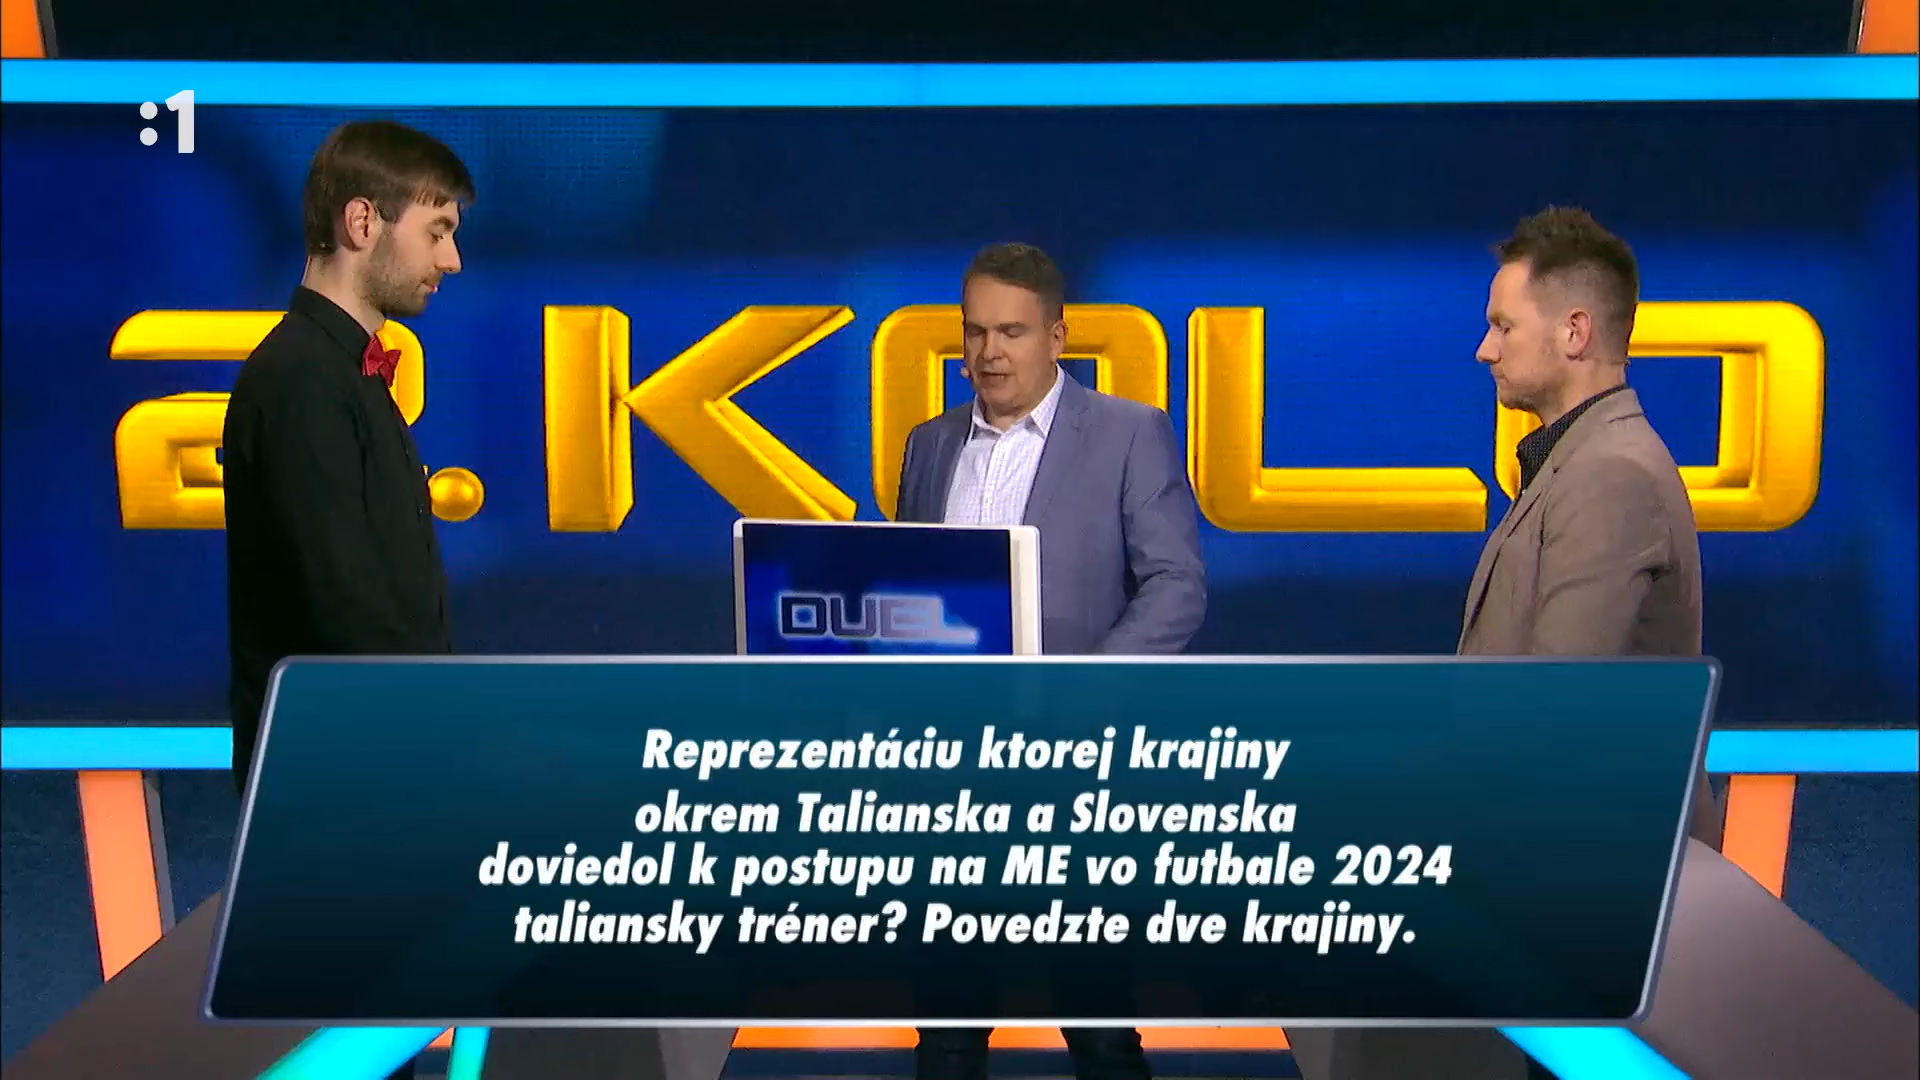 :1
2.KOLO
DUEL
Reprezentáciu ktorej krajiny
okrem Talianska a Slovenska
doviedol k postupu na ME vo futbale 2024
taliansky tréner? Povedzte dve krajiny.